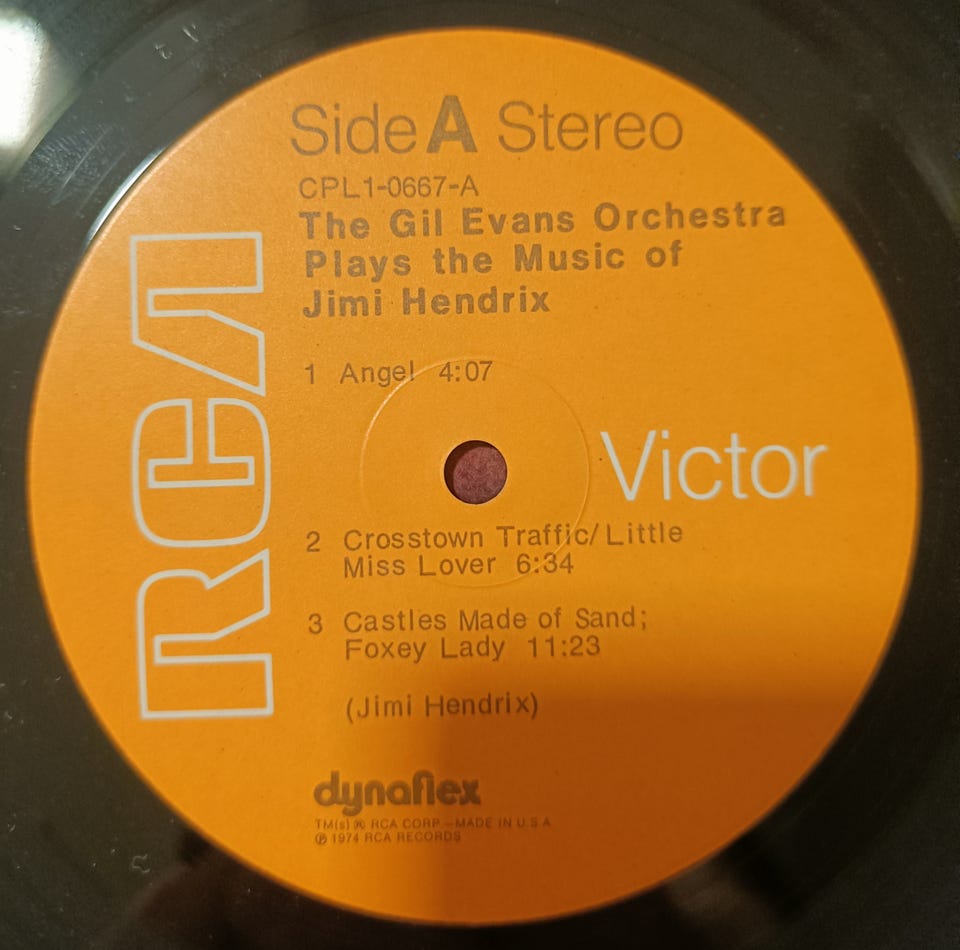 Side A Stereo
CPL1-0667-A
The Gil Evans Orchestra
Plays the Music of
Jimi Hendrix
1 Angel 4:07
RCA
Victor
2 Crosstown Traffic/Little
Miss Lover 6:34
3 Castles Made of Sand;
Foxey Lady 11:23
(Jimi Hendrix)
dynaflex
TM(s) ® RCA CORP.—MADE IN U.S.A
℗ 1974 RCA RECORDS